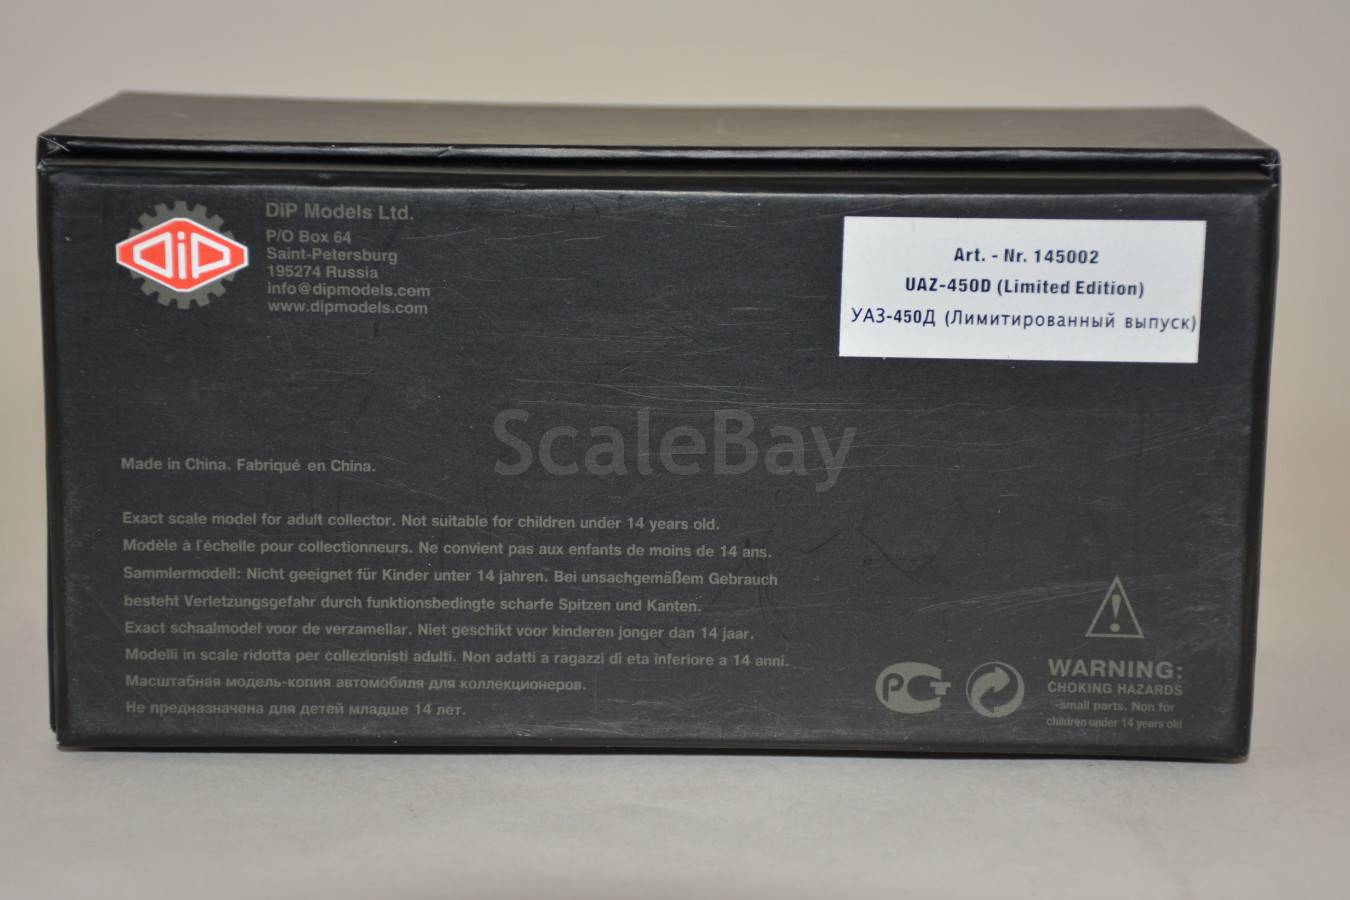 DiP
DiP Models Ltd.
P/O Box 64
Saint-Petersburg
195274 Russia
info@dipmodels.com
www.dipmodels.com
Art. - Nr. 145002
UAZ-450D (Limited Edition)
УАЗ-450Д (Лимитированный выпуск)
ScaleBay
Made in China. Fabriqué en China.
Exact scale model for adult collector. Not suitable for children under 14 years old.
Modèle à l'échelle pour collectionneurs. Ne convient pas aux enfants de moins de 14 ans.
Sammlermodell: Nicht geeignet für Kinder unter 14 jahren. Bei unsachgemäßem Gebrauch
besteht Verletzungsgefahr durch funktionsbedingte scharfe Spitzen und Kanten.
Exact schaalmodel voor de verzamellar. Niet geschikt voor kinderen jonger dan 14 jaar.
Modelli in scale ridotta per collezionisti adulti. Non adatti a ragazzi di eta inferiore a 14 anni.
Масштабная модель-копия автомобиля для коллекционеров.
Не предназначена для детей младше 14 лет.
РСТ
WARNING:
CHOKING HAZARDS
-small parts. Non for
children under 14 years old